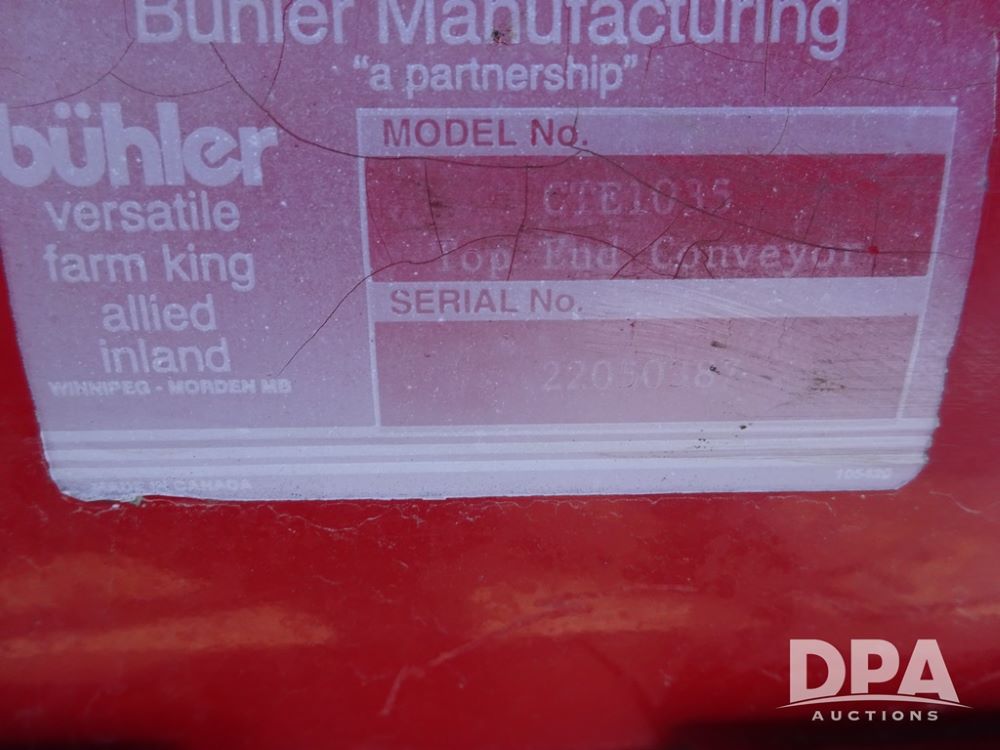 Buhler Manufacturing
"a partnership"
bühler
versatile
farm king
allied
inland
WINNIPEG - MORDEN MB
MODEL No.
CTE1035
Top End Conveyor
SERIAL No.
MADE IN CANADA
DPA
AUCTIONS